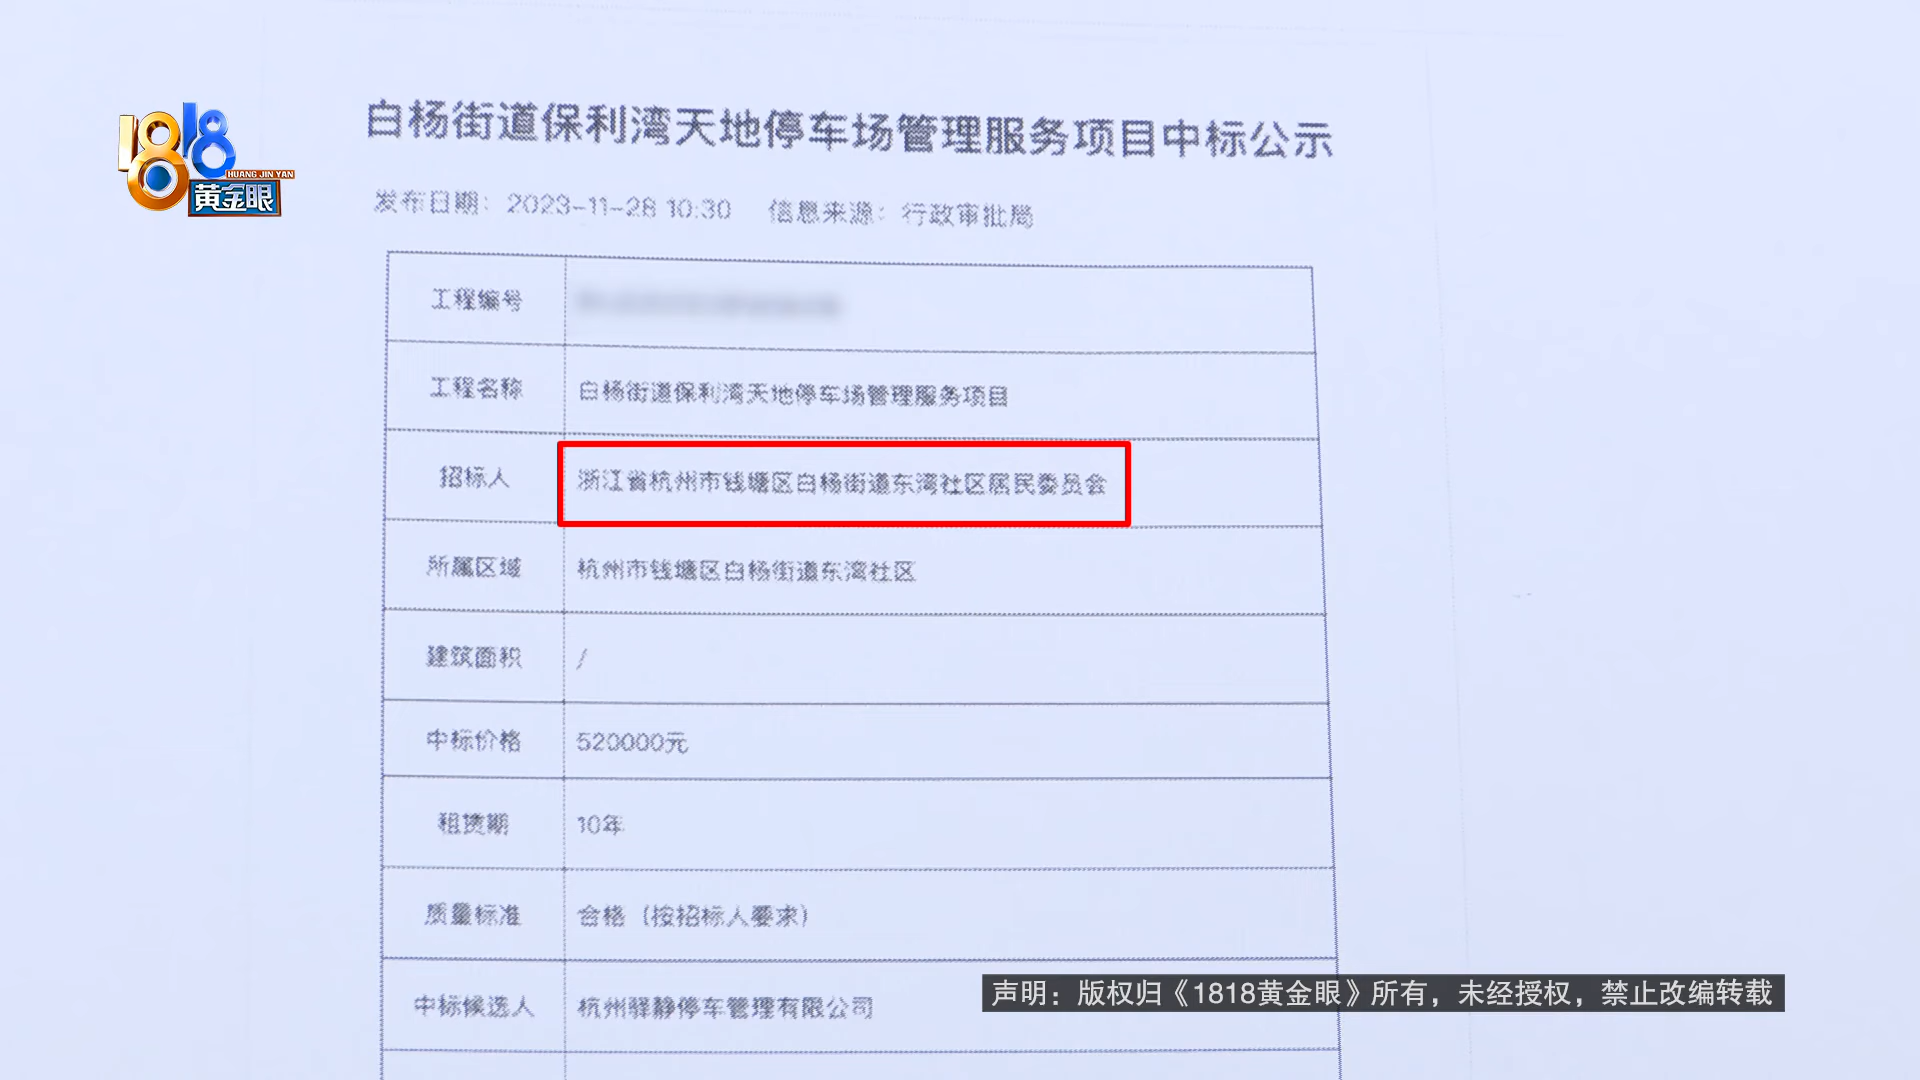 1818
HUANG JIN YAN
黄金眼
白杨街道保利湾天地停车场管理服务项目中标公示
发布日期：2023-11-28 10:30 信息来源：行政审批局
工程编号
工程名称 白杨街道保利湾天地停车场管理服务项目
招标人 浙江省杭州市钱塘区白杨街道东湾社区居民委员会
所属区域 杭州市钱塘区白杨街道东湾社区
建筑面积 /
中标价格 520000元
租赁期 10年
质量标准 合格（按招标人要求）
中标候选人 杭州驿静停车管理有限公司
声明：版权归《1818黄金眼》所有，未经授权，禁止改编转载